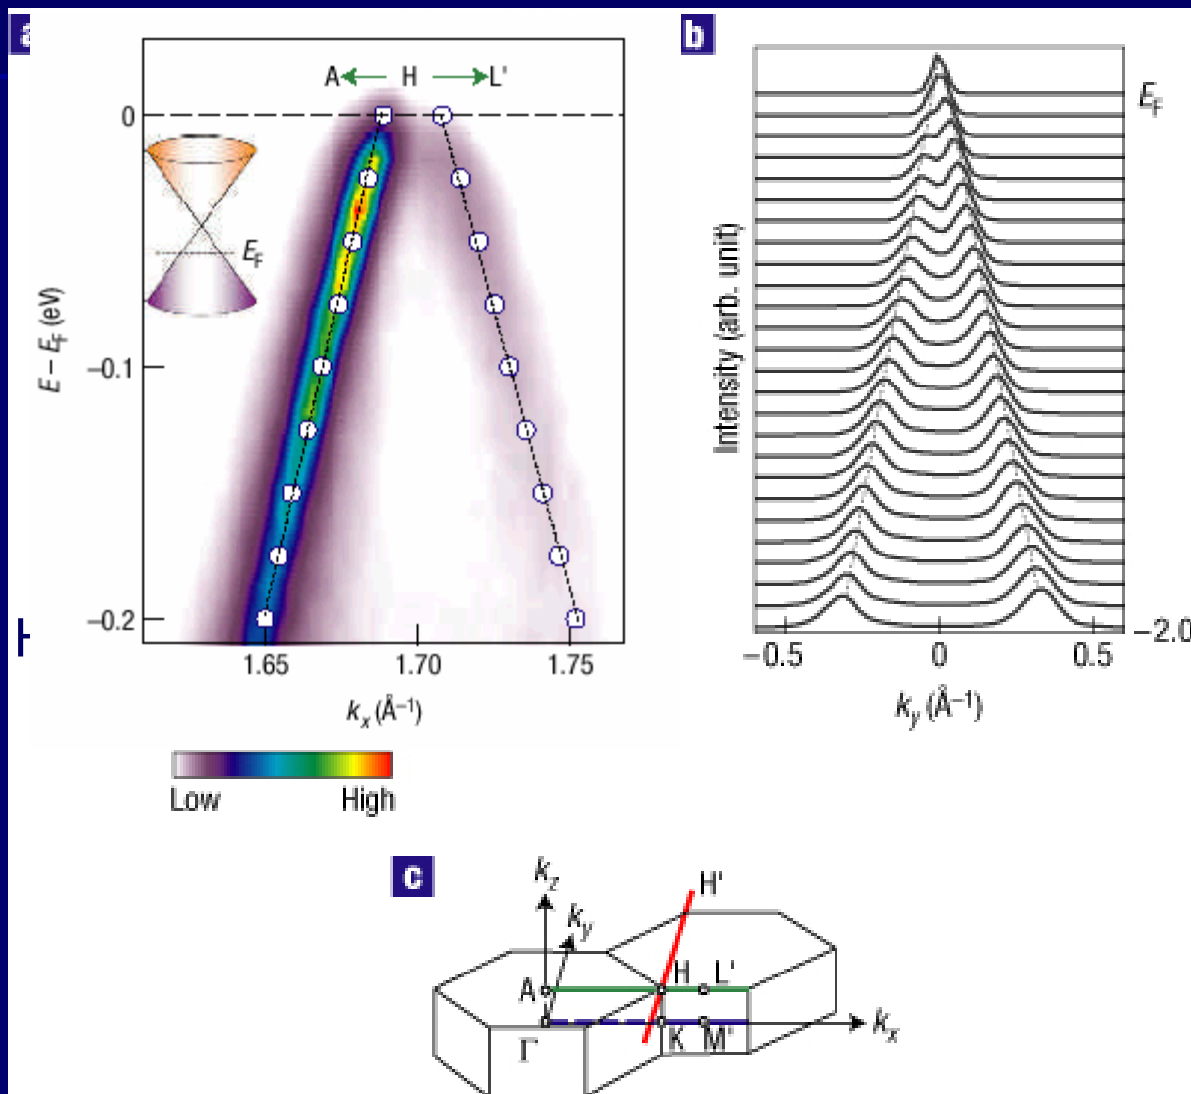 a
b
A H L'
0
E_F
E − E_F (eV)
−0.1
−0.2
1.65 1.70 1.75
k_x (Å⁻¹)
Low High
E_F
Intensity (arb. unit)
−2.0
−0.5 0 0.5
k_y (Å⁻¹)
c
k_z
k_y
H'
A
H L'
Γ
K M'
k_x